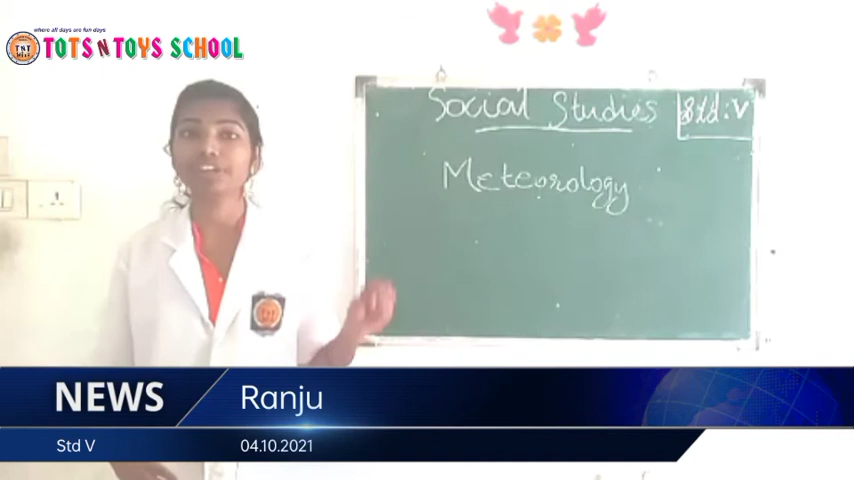 where all days are fun days
TOTS N TOYS SCHOOL
TNT
Social Studies
Std: V
Meteorology
NEWS
Ranju
Std V
04.10.2021